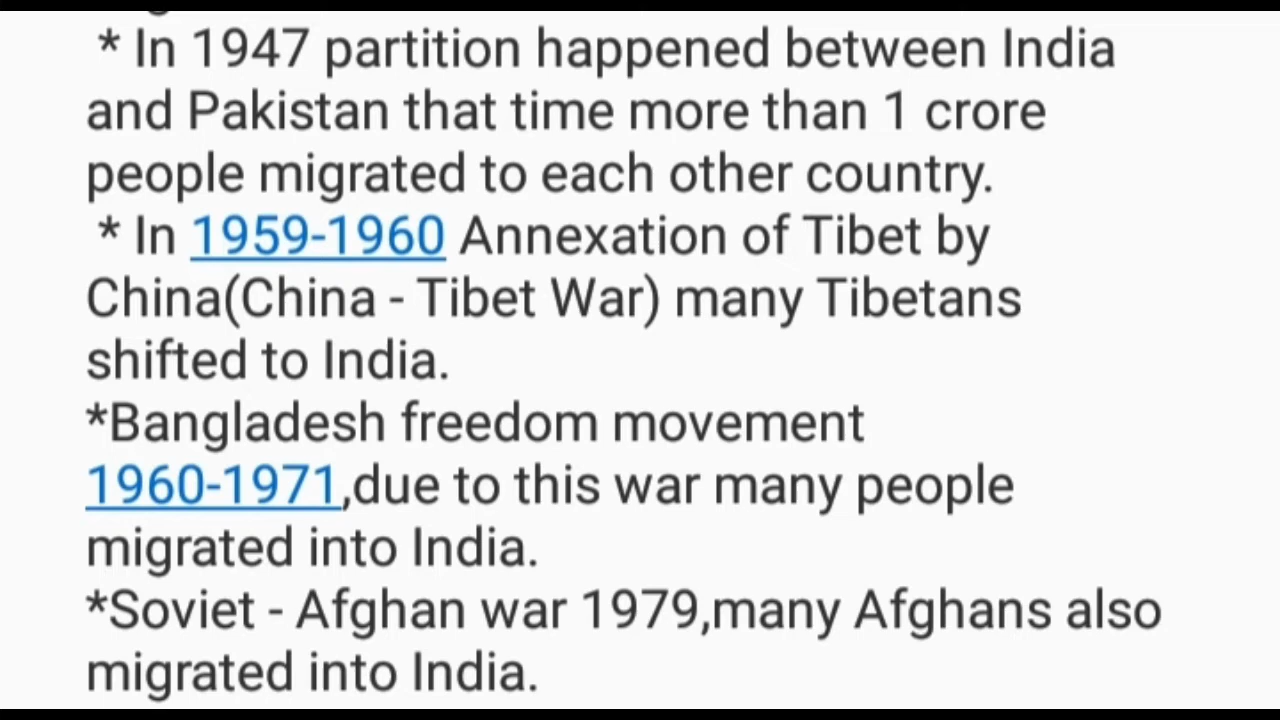 * In 1947 partition happened between India
and Pakistan that time more than 1 crore
people migrated to each other country.
* In 1959-1960 Annexation of Tibet by
China(China - Tibet War) many Tibetans
shifted to India.
*Bangladesh freedom movement
1960-1971,due to this war many people
migrated into India.
*Soviet - Afghan war 1979,many Afghans also
migrated into India.